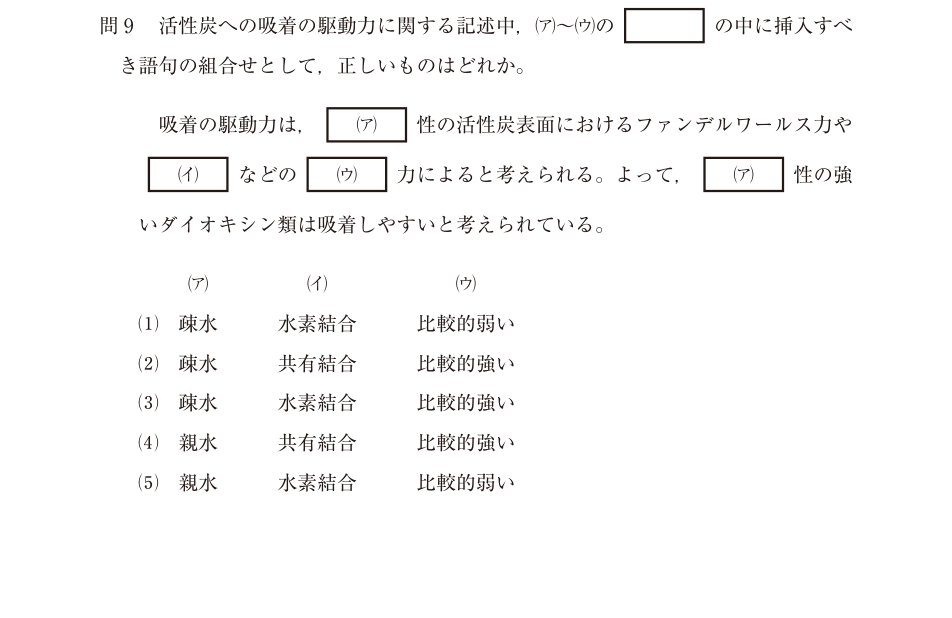 問9 活性炭への吸着の駆動力に関する記述中，㋐～㋒の の中に挿入すべ
き語句の組合せとして，正しいものはどれか。
吸着の駆動力は， (ア) 性の活性炭表面におけるファンデルワールス力や
(イ) などの (ウ) 力によると考えられる。よって， (ア) 性の強
いダイオキシン類は吸着しやすいと考えられている。
(ア) (イ) (ウ)
(1) 疎水 水素結合 比較的弱い
(2) 疎水 共有結合 比較的強い
(3) 疎水 水素結合 比較的強い
(4) 親水 共有結合 比較的強い
(5) 親水 水素結合 比較的弱い